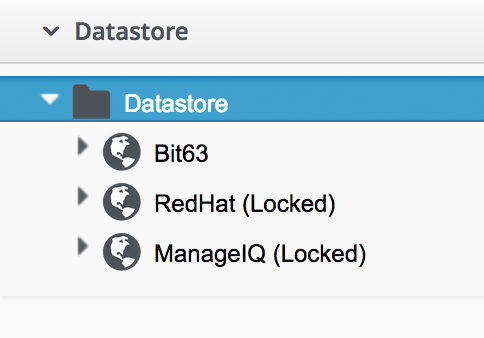 Datastore
Datastore
Bit63
RedHat (Locked)
ManageIQ (Locked)